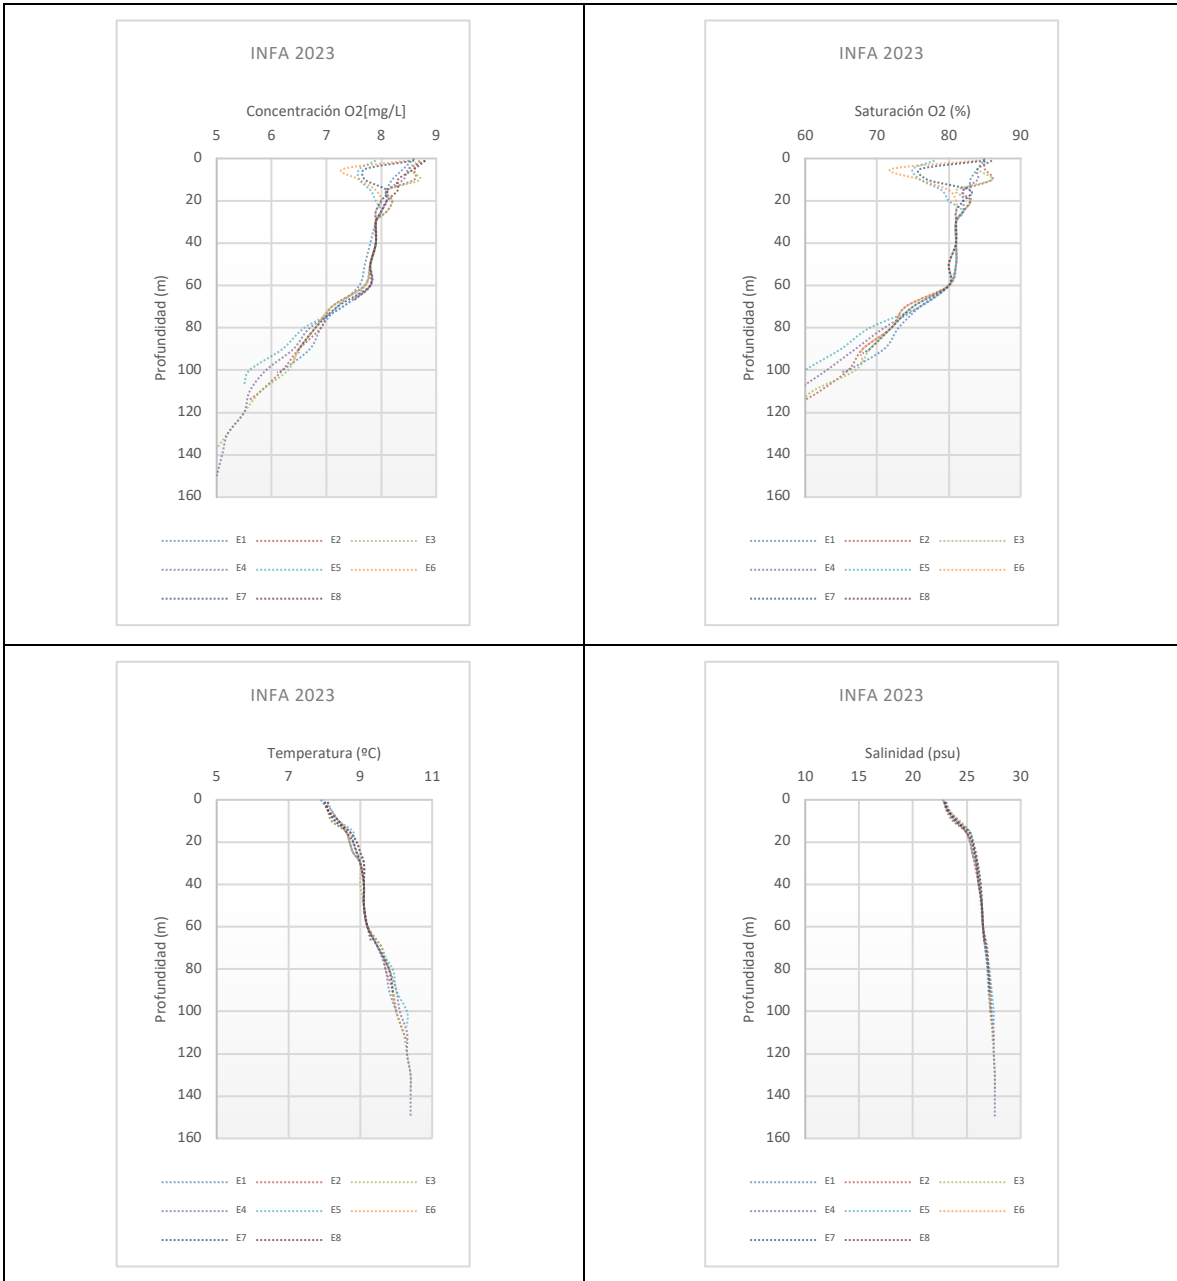 INFA 2023
Concentración O2[mg/L]
5 6 7 8 9
0
20
40
60
80
100
120
140
160
Profundidad (m)
E1 E2 E3
E4 E5 E6
E7 E8
INFA 2023
Saturación O2 (%)
60 70 80 90
0
20
40
60
80
100
120
140
160
Profundidad (m)
E1 E2 E3
E4 E5 E6
E7 E8
INFA 2023
Temperatura (ºC)
5 7 9 11
0
20
40
60
80
100
120
140
160
Profundidad (m)
E1 E2 E3
E4 E5 E6
E7 E8
INFA 2023
Salinidad (psu)
10 15 20 25 30
0
20
40
60
80
100
120
140
160
Profundidad (m)
E1 E2 E3
E4 E5 E6
E7 E8